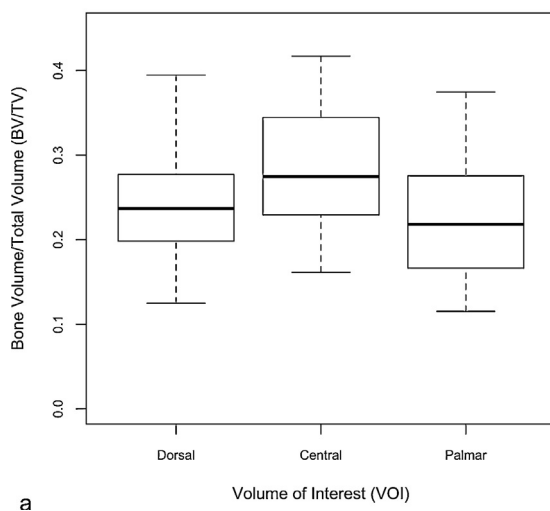 Bone Volume/Total Volume (BV/TV)
0.4
0.3
0.2
0.1
0.0
Dorsal Central Palmar
Volume of Interest (VOI)
a